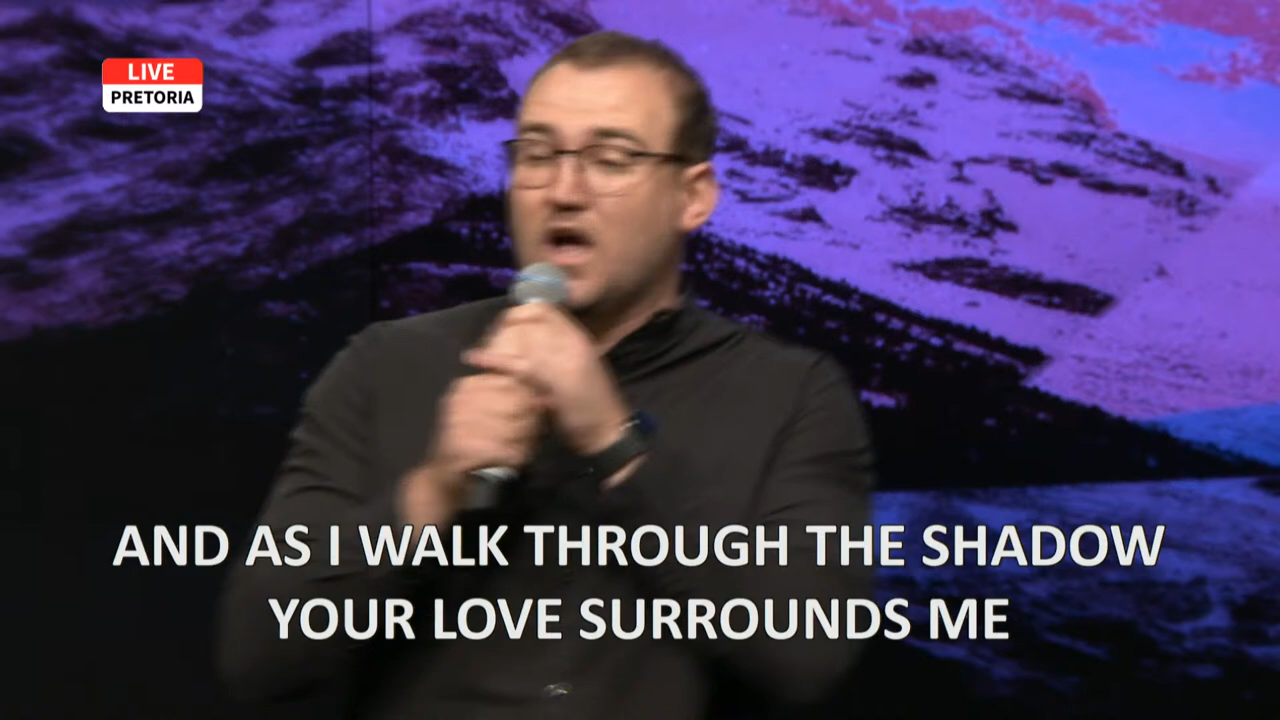 LIVE
PRETORIA
AND AS I WALK THROUGH THE SHADOW
YOUR LOVE SURROUNDS ME